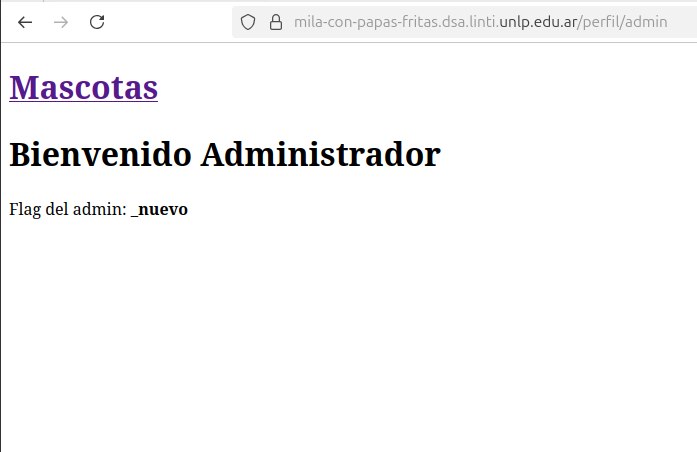 mila-con-papas-fritas.dsa.linti.unlp.edu.ar/perfil/admin
Mascotas
Bienvenido Administrador
Flag del admin: _nuevo